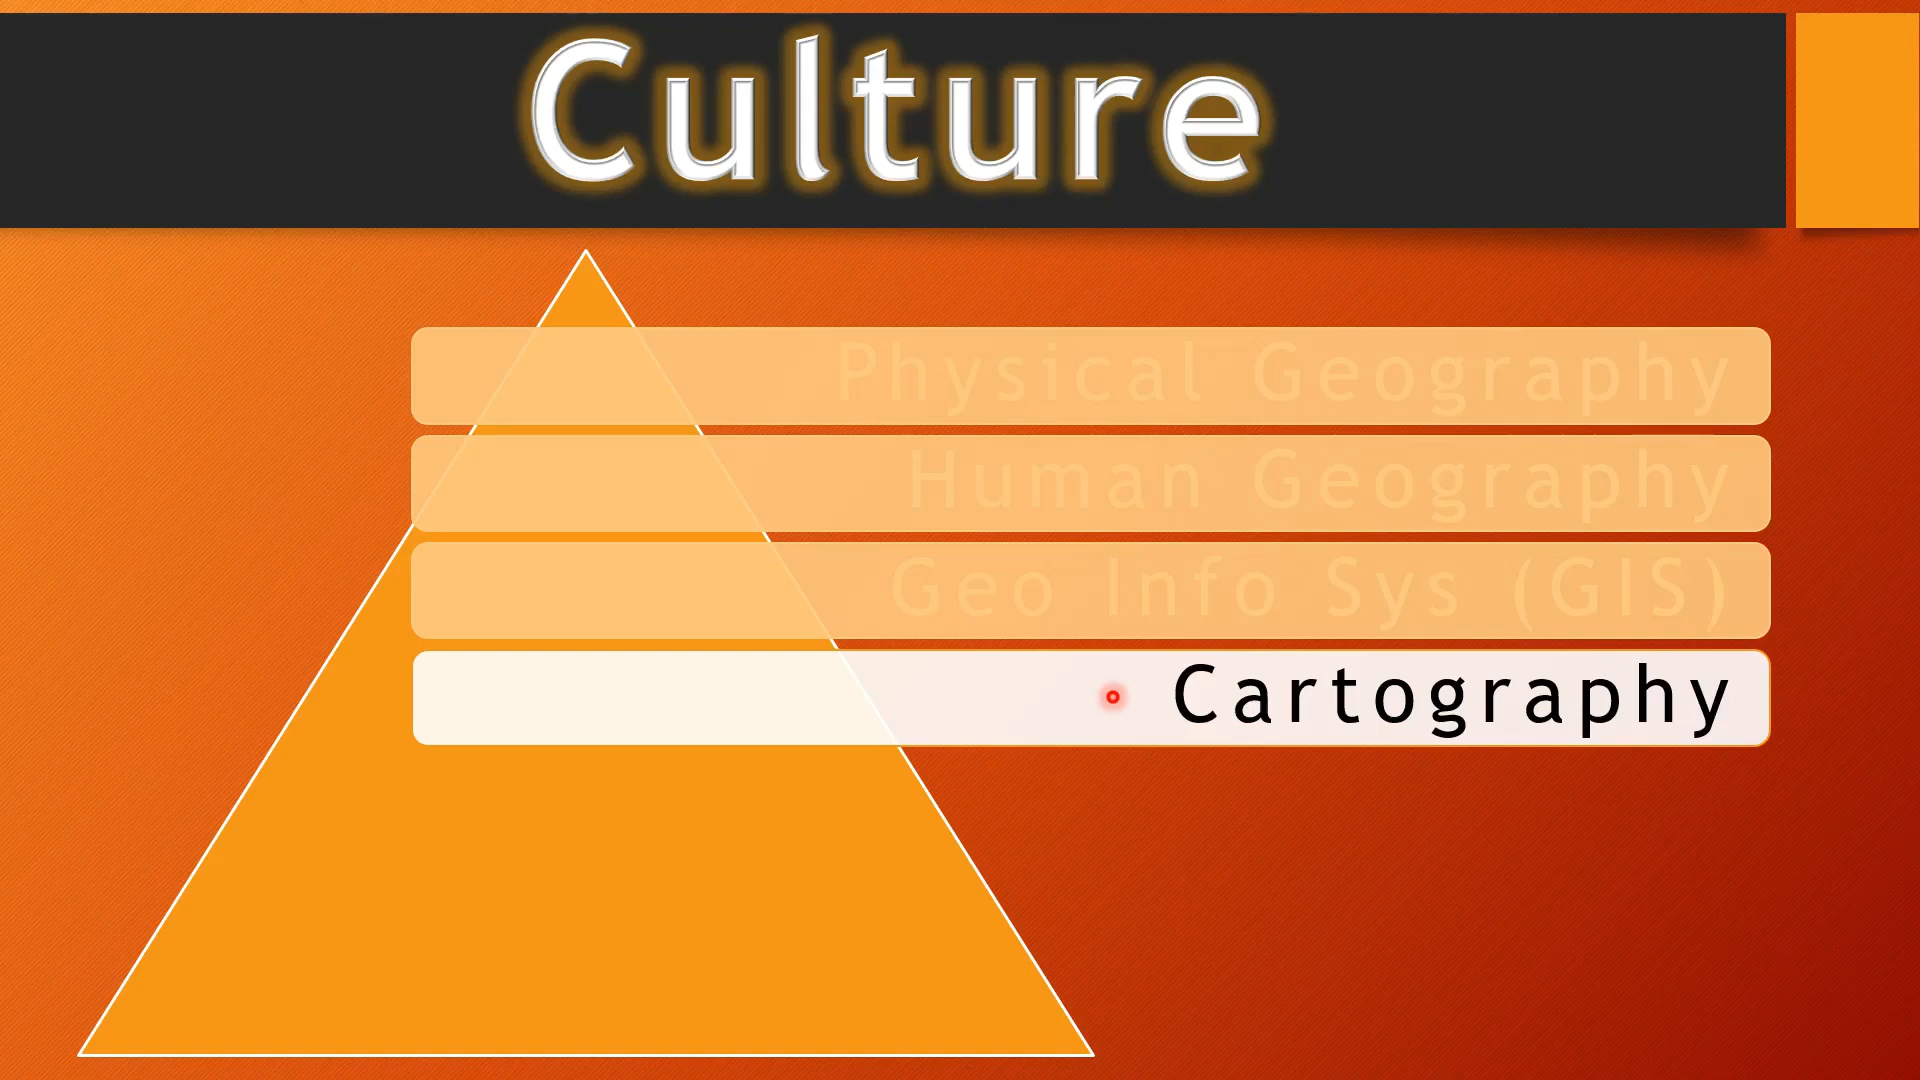 Culture
Physical Geography
Human Geography
Geo Info Sys (GIS)
Cartography